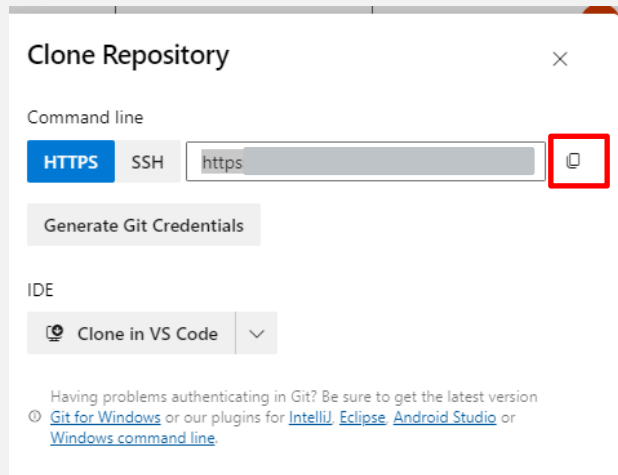 Clone Repository
Command line
HTTPS SSH https
Generate Git Credentials
IDE
Clone in VS Code
Having problems authenticating in Git? Be sure to get the latest version
Git for Windows or our plugins for IntelliJ, Eclipse, Android Studio or
Windows command line.